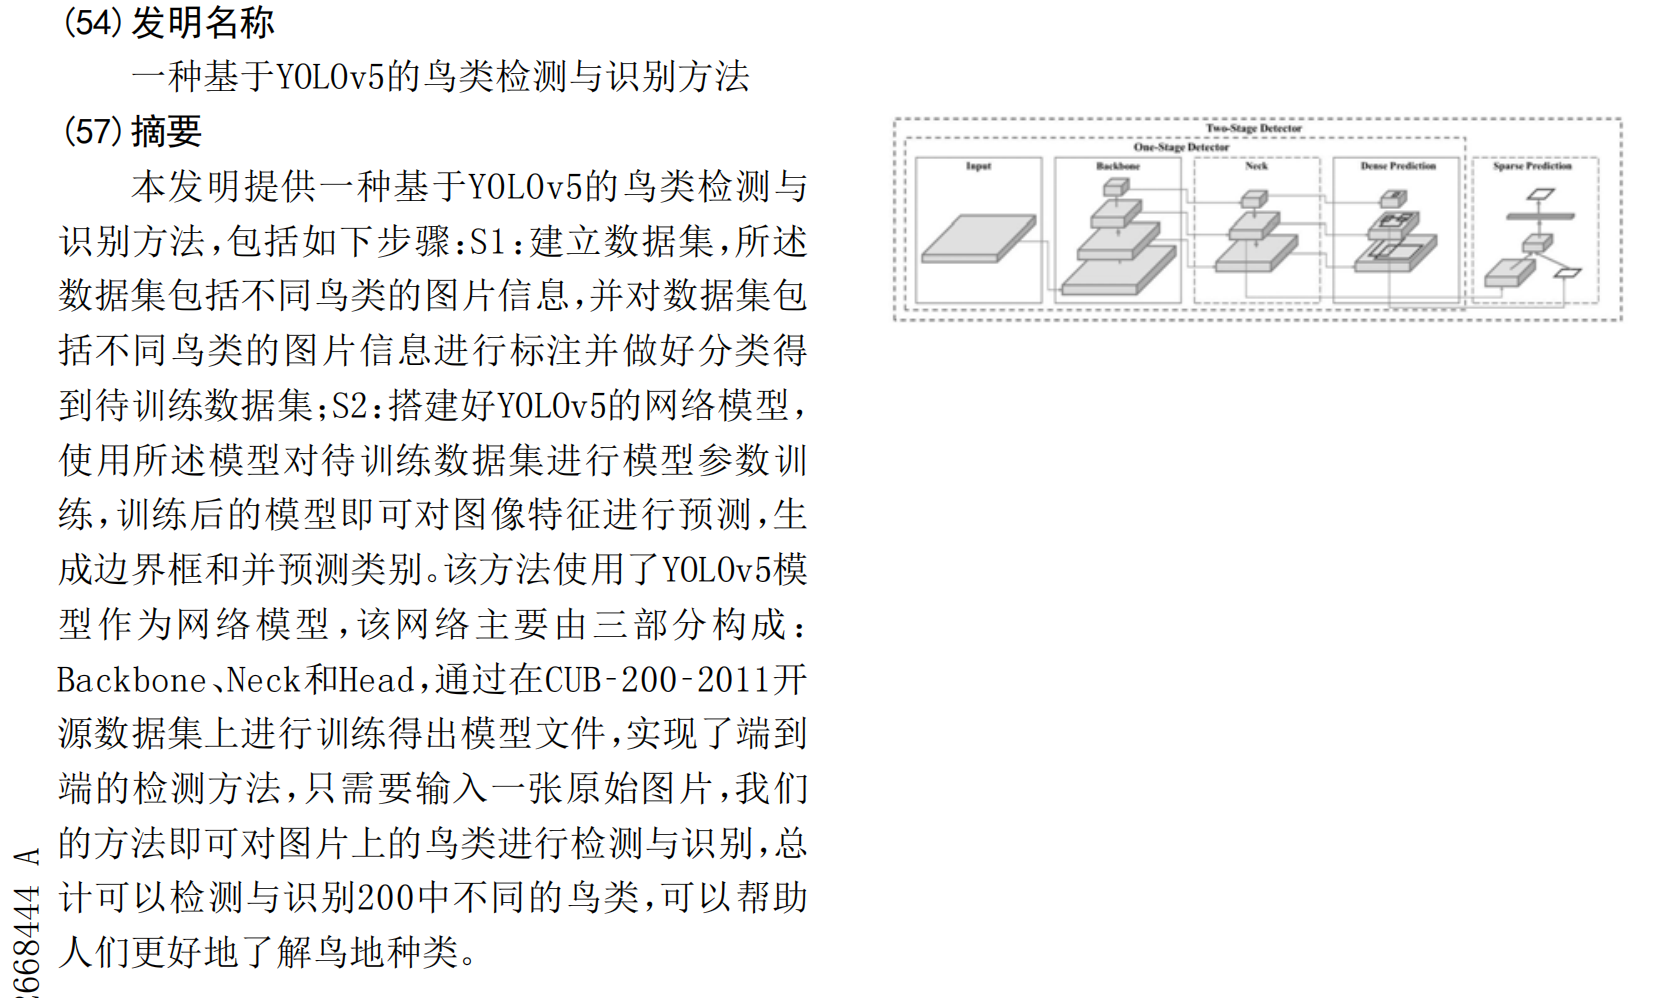 (54)发明名称
一种基于YOLOv5的鸟类检测与识别方法
(57)摘要
本发明提供一种基于YOLOv5的鸟类检测与
识别方法,包括如下步骤:S1:建立数据集,所述
数据集包括不同鸟类的图片信息,并对数据集包
括不同鸟类的图片信息进行标注并做好分类得
到待训练数据集;S2:搭建好YOLOv5的网络模型,
使用所述模型对待训练数据集进行模型参数训
练,训练后的模型即可对图像特征进行预测,生
成边界框和并预测类别。该方法使用了YOLOv5模
型作为网络模型,该网络主要由三部分构成:
Backbone、Neck和Head,通过在CUB-200-2011开
源数据集上进行训练得出模型文件,实现了端到
端的检测方法,只需要输入一张原始图片,我们
的方法即可对图片上的鸟类进行检测与识别,总
计可以检测与识别200中不同的鸟类,可以帮助
人们更好地了解鸟地种类。
Two-Stage Detector
One-Stage Detector
Input
Backbone
Neck
Dense Prediction
Sparse Prediction
668444 A